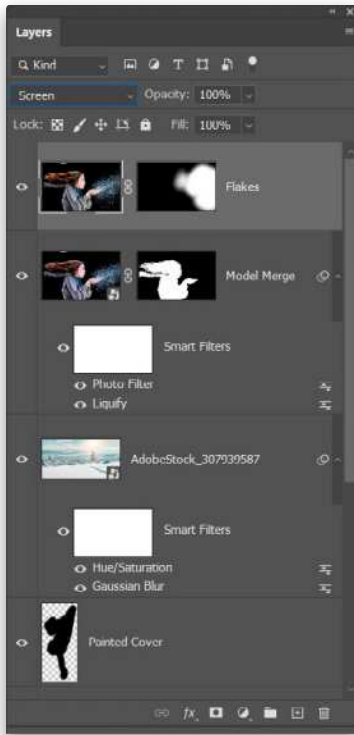 Layers
Kind
Screen Opacity: 100%
Lock: Fill: 100%
Flakes
Model Merge
Smart Filters
Photo Filter
Liquify
AdobeStock_307939587
Smart Filters
Hue/Saturation
Gaussian Blur
Painted Cover
fx